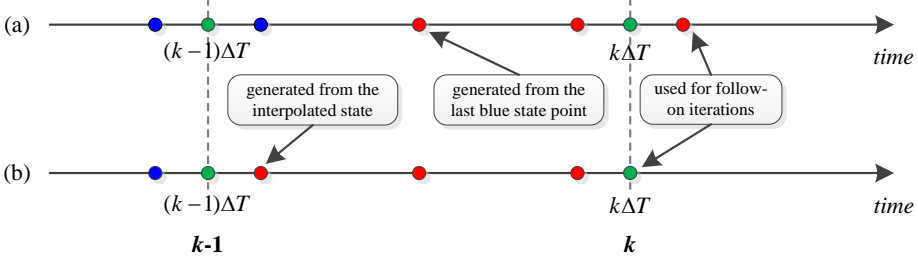 (a)
(k − 1)ΔT
kΔT
time
generated from the
interpolated state
generated from the
last blue state point
used for follow-
on iterations
(b)
(k − 1)ΔT
kΔT
time
k-1
k